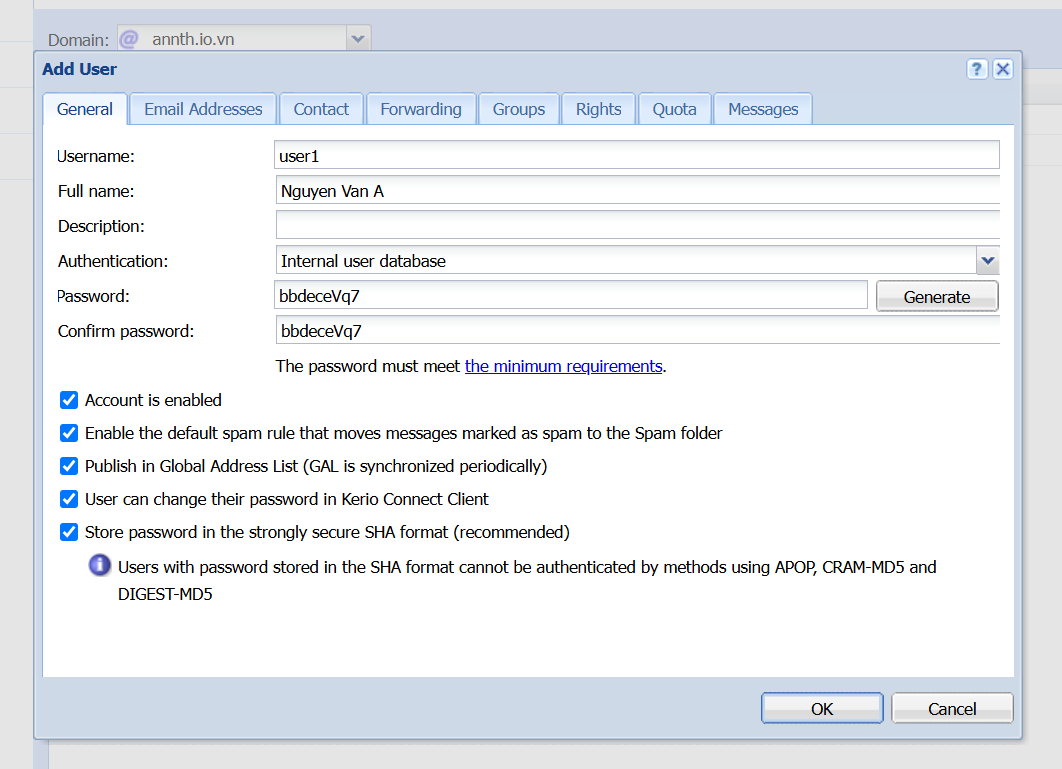 Domain: @ annth.io.vn
Add User
General Email Addresses Contact Forwarding Groups Rights Quota Messages
Username: user1
Full name: Nguyen Van A
Description:
Authentication: Internal user database
Password: bbdeceVq7 Generate
Confirm password: bbdeceVq7
The password must meet the minimum requirements.
Account is enabled
Enable the default spam rule that moves messages marked as spam to the Spam folder
Publish in Global Address List (GAL is synchronized periodically)
User can change their password in Kerio Connect Client
Store password in the strongly secure SHA format (recommended)
Users with password stored in the SHA format cannot be authenticated by methods using APOP, CRAM-MD5 and
DIGEST-MD5
OK Cancel